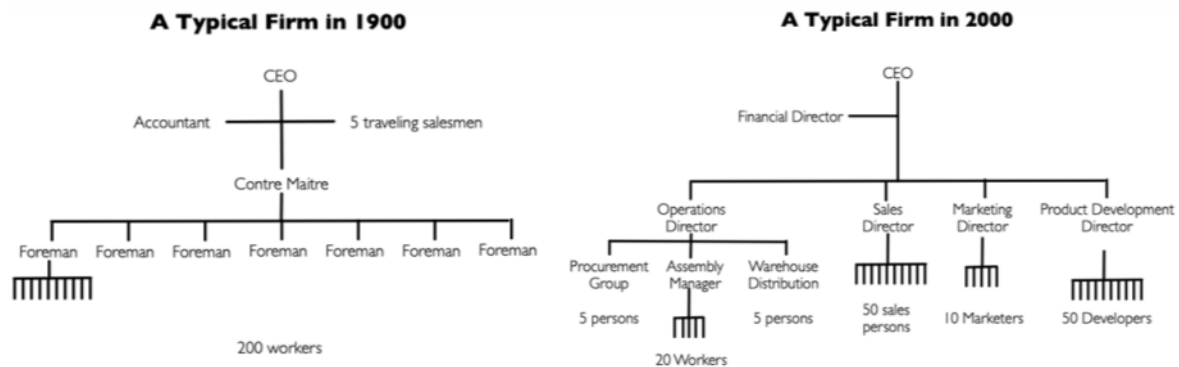 A Typical Firm in 1900
CEO
Accountant
5 traveling salesmen
Contre Maitre
Foreman Foreman Foreman Foreman Foreman Foreman Foreman
200 workers
A Typical Firm in 2000
CEO
Financial Director
Operations
Director
Sales
Director
Marketing
Director
Product Development
Director
Procurement
Group
Assembly
Manager
Warehouse
Distribution
5 persons
20 Workers
5 persons
50 sales
persons
10 Marketers
50 Developers